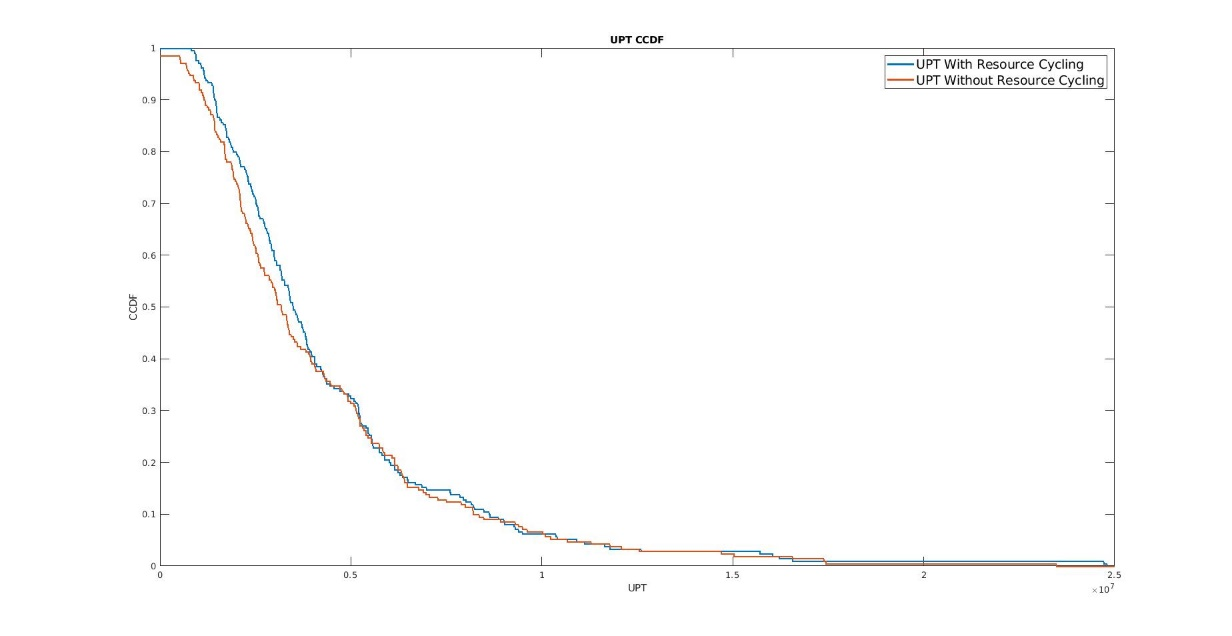 UPT CCDF
UPT With Resource Cycling
UPT Without Resource Cycling
1
0.9
0.8
0.7
0.6
0.5
0.4
0.3
0.2
0.1
0
CCDF
0 0.5 1 1.5 2 2.5
UPT
×10⁷